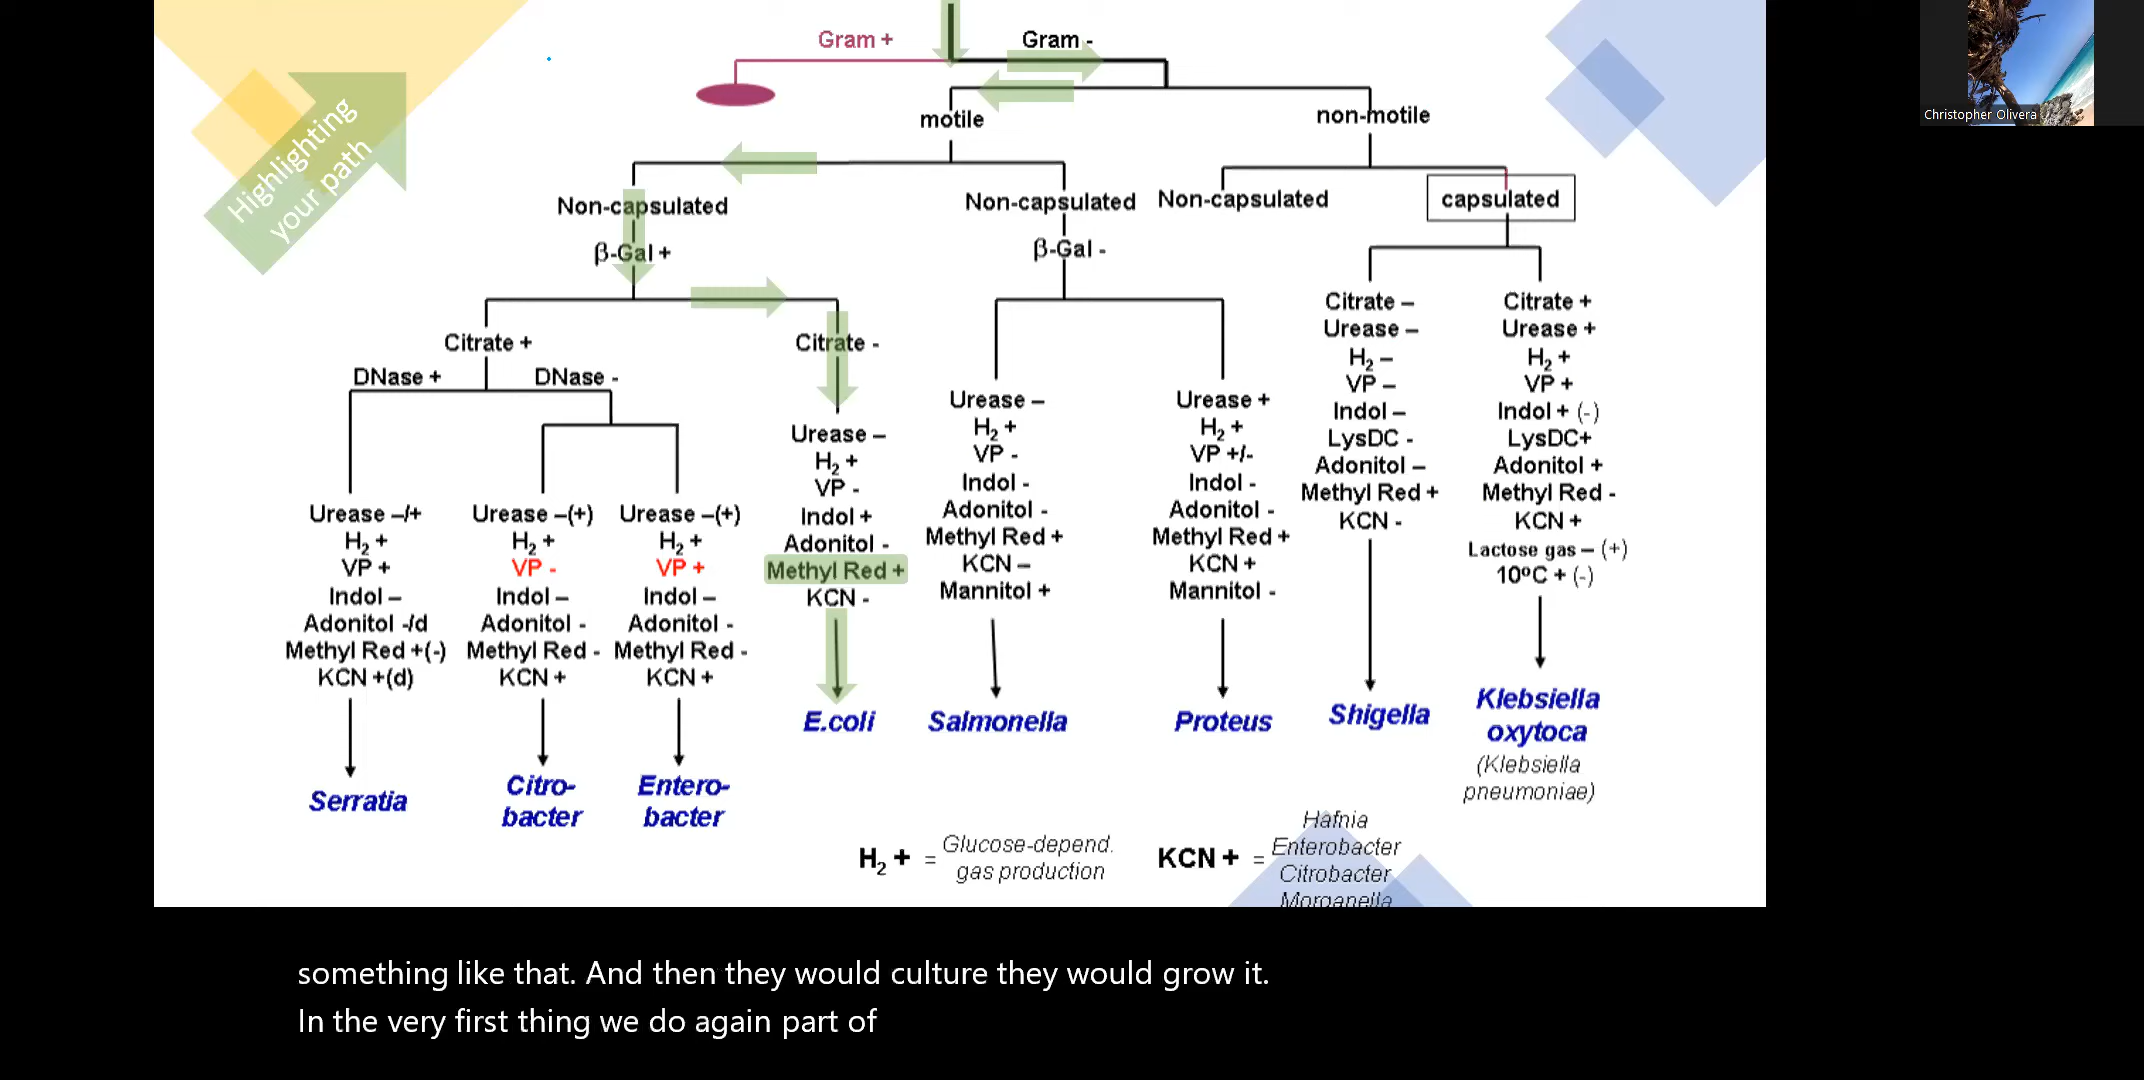 Gram +
Gram -
Christopher Olivera
Highlighting
your path
motile
non-motile
Non-capsulated
β-Gal +
Non-capsulated
β-Gal -
Non-capsulated
capsulated
Citrate +
DNase +
DNase -
Citrate -
Urease –/+
H₂ +
VP +
Indol –
Adonitol -/d
Methyl Red +(-)
KCN +(d)
Serratia
Urease –(+)
H₂ +
VP -
Indol –
Adonitol -
Methyl Red -
KCN +
Citro-
bacter
Urease –(+)
H₂ +
VP +
Indol –
Adonitol -
Methyl Red -
KCN +
Entero-
bacter
Urease –
H₂ +
VP -
Indol +
Adonitol -
Methyl Red +
KCN -
E.coli
Urease –
H₂ +
VP -
Indol -
Adonitol -
Methyl Red +
KCN –
Mannitol +
Salmonella
Urease +
H₂ +
VP +/-
Indol -
Adonitol -
Methyl Red +
KCN +
Mannitol -
Proteus
Citrate –
Urease –
H₂ –
VP –
Indol –
LysDC -
Adonitol –
Methyl Red +
KCN -
Shigella
Citrate +
Urease +
H₂ +
VP +
Indol + (-)
LysDC+
Adonitol +
Methyl Red -
KCN +
Lactose gas – (+)
10ºC + (-)
Klebsiella
oxytoca
(Klebsiella
pneumoniae)
H₂ + = Glucose-depend.
gas production
KCN + = Hafnia
Enterobacter
Citrobacter
Morganella
something like that. And then they would culture they would grow it.
In the very first thing we do again part of